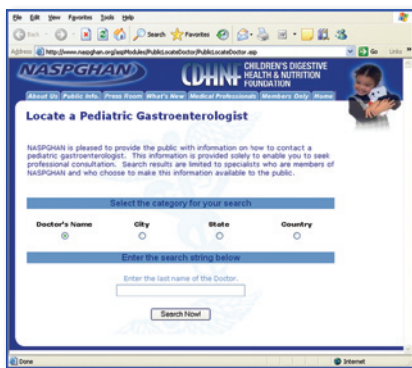 File Edit View Favorites Tools Help
Back Search Favorites
Address http://www.naspghan.org/aspModules/PublicLocateDoctor/PublicLocateDoctor.asp Go Links
NASPGHAN CDHNF CHILDREN'S DIGESTIVE
HEALTH & NUTRITION
FOUNDATION
About Us Public Info. Press Room What's New Medical Professionals Members Only Home
Locate a Pediatric Gastroenterologist
NASPGHAN is pleased to provide the public with information on how to contact a
pediatric gastroenterologist. This information is provided solely to enable you to seek
professional consultation. Search results are limited to specialists who are members of
NASPGHAN and who choose to make this information available to the public.
Select the category for your search
Doctor's Name City State Country
Enter the search string below
Enter the last name of the Doctor.
Search Now!
Done Internet